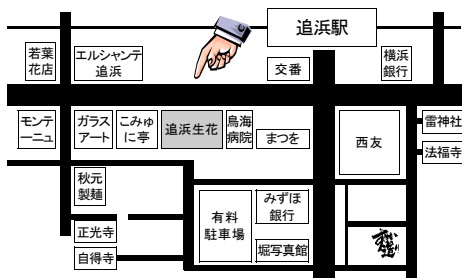 追浜駅
若葉
花店
エルシャンテ
追浜
交番
横浜
銀行
モンテ
ーニュ
ガラス
アート
こみゅ
に亭
追浜生花
鳥海
病院
まつを
西友
雷神社
法福寺
秋元
製麺
正光寺
自得寺
有料
駐車場
みずほ
銀行
堀写真館